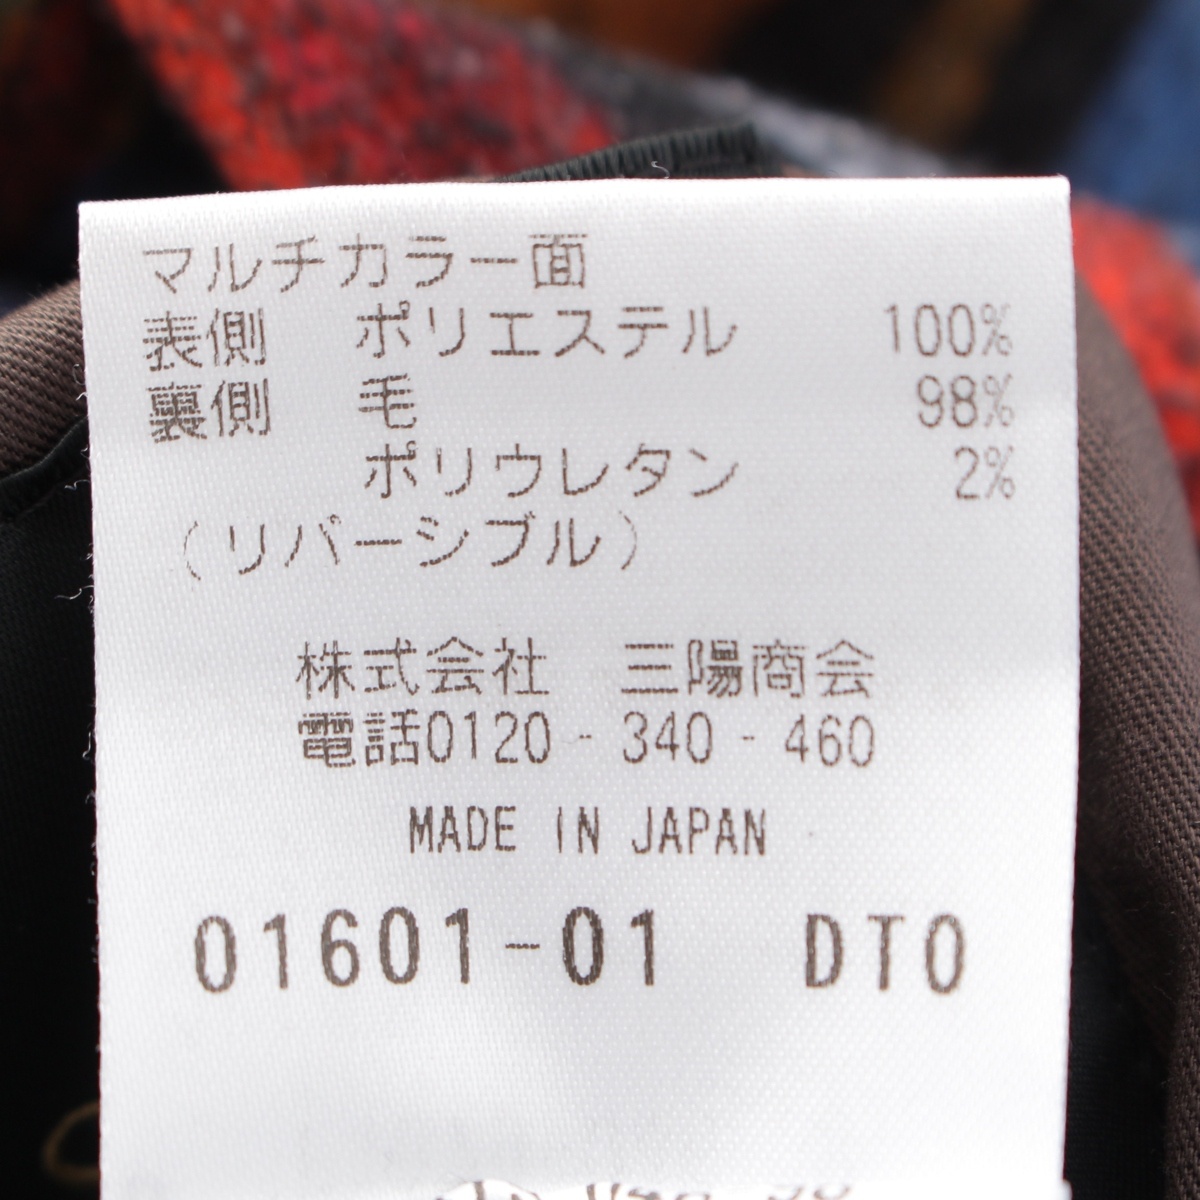 マルチカラー面
表側 ポリエステル 100%
裏側 毛 98%
ポリウレタン 2%
（リバーシブル）
株式会社 三陽商会
電話0120-340-460
MADE IN JAPAN
01601-01 DT0